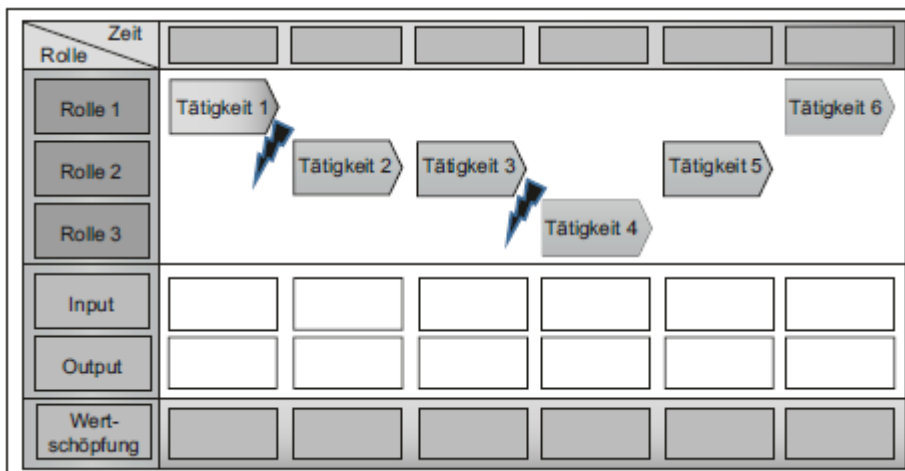 Zeit
Rolle
Rolle 1
Tätigkeit 1
Tätigkeit 6
Rolle 2
Tätigkeit 2
Tätigkeit 3
Tätigkeit 5
Rolle 3
Tätigkeit 4
Input
Output
Wert-
schöpfung